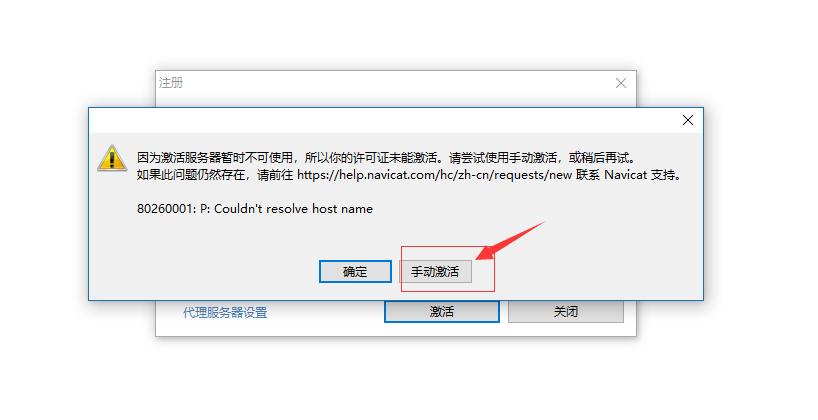 注册
因为激活服务器暂时不可使用，所以你的许可证未能激活。请尝试使用手动激活，或稍后再试。
如果此问题仍然存在，请前往 https://help.navicat.com/hc/zh-cn/requests/new 联系 Navicat 支持。
80260001: P: Couldn't resolve host name
确定
手动激活
代理服务器设置
激活
关闭